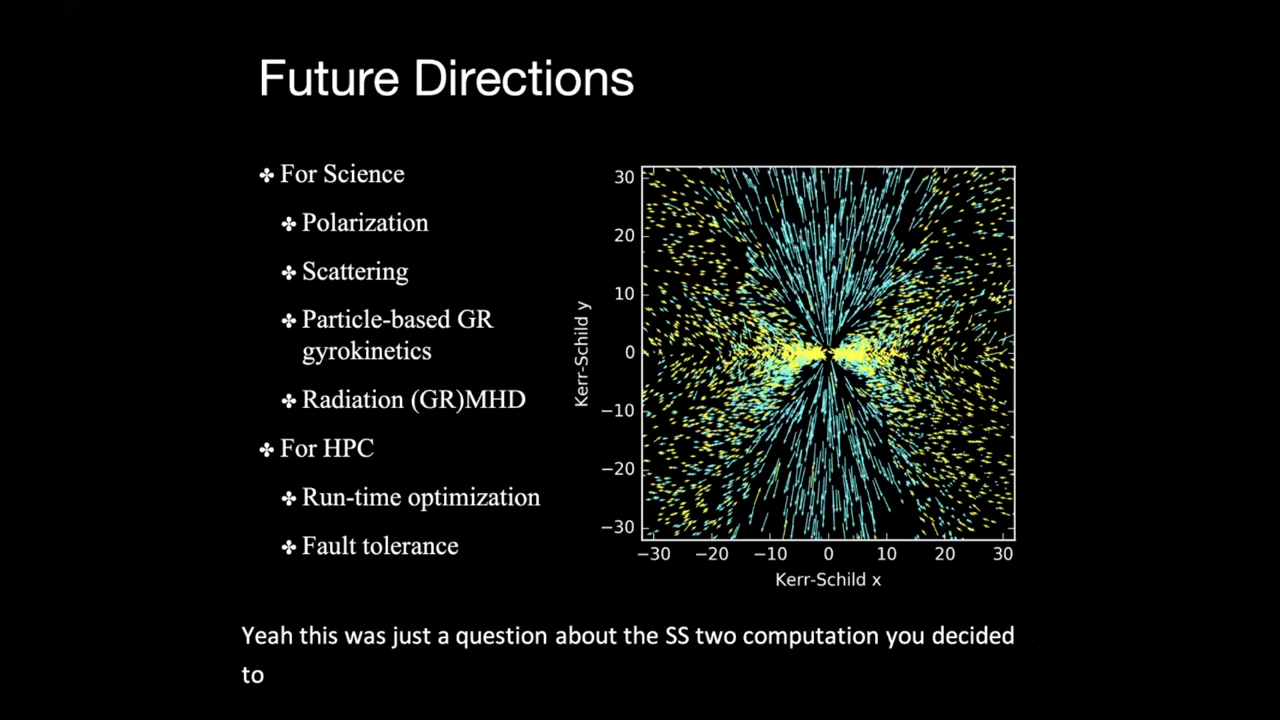 Future Directions
✤ For Science
✤ Polarization
✤ Scattering
✤ Particle-based GR
gyrokinetics
✤ Radiation (GR)MHD
✤ For HPC
✤ Run-time optimization
✤ Fault tolerance
Kerr-Schild y
30
20
10
0
−10
−20
−30
−30 −20 −10 0 10 20 30
Kerr-Schild x
Yeah this was just a question about the SS two computation you decided
to